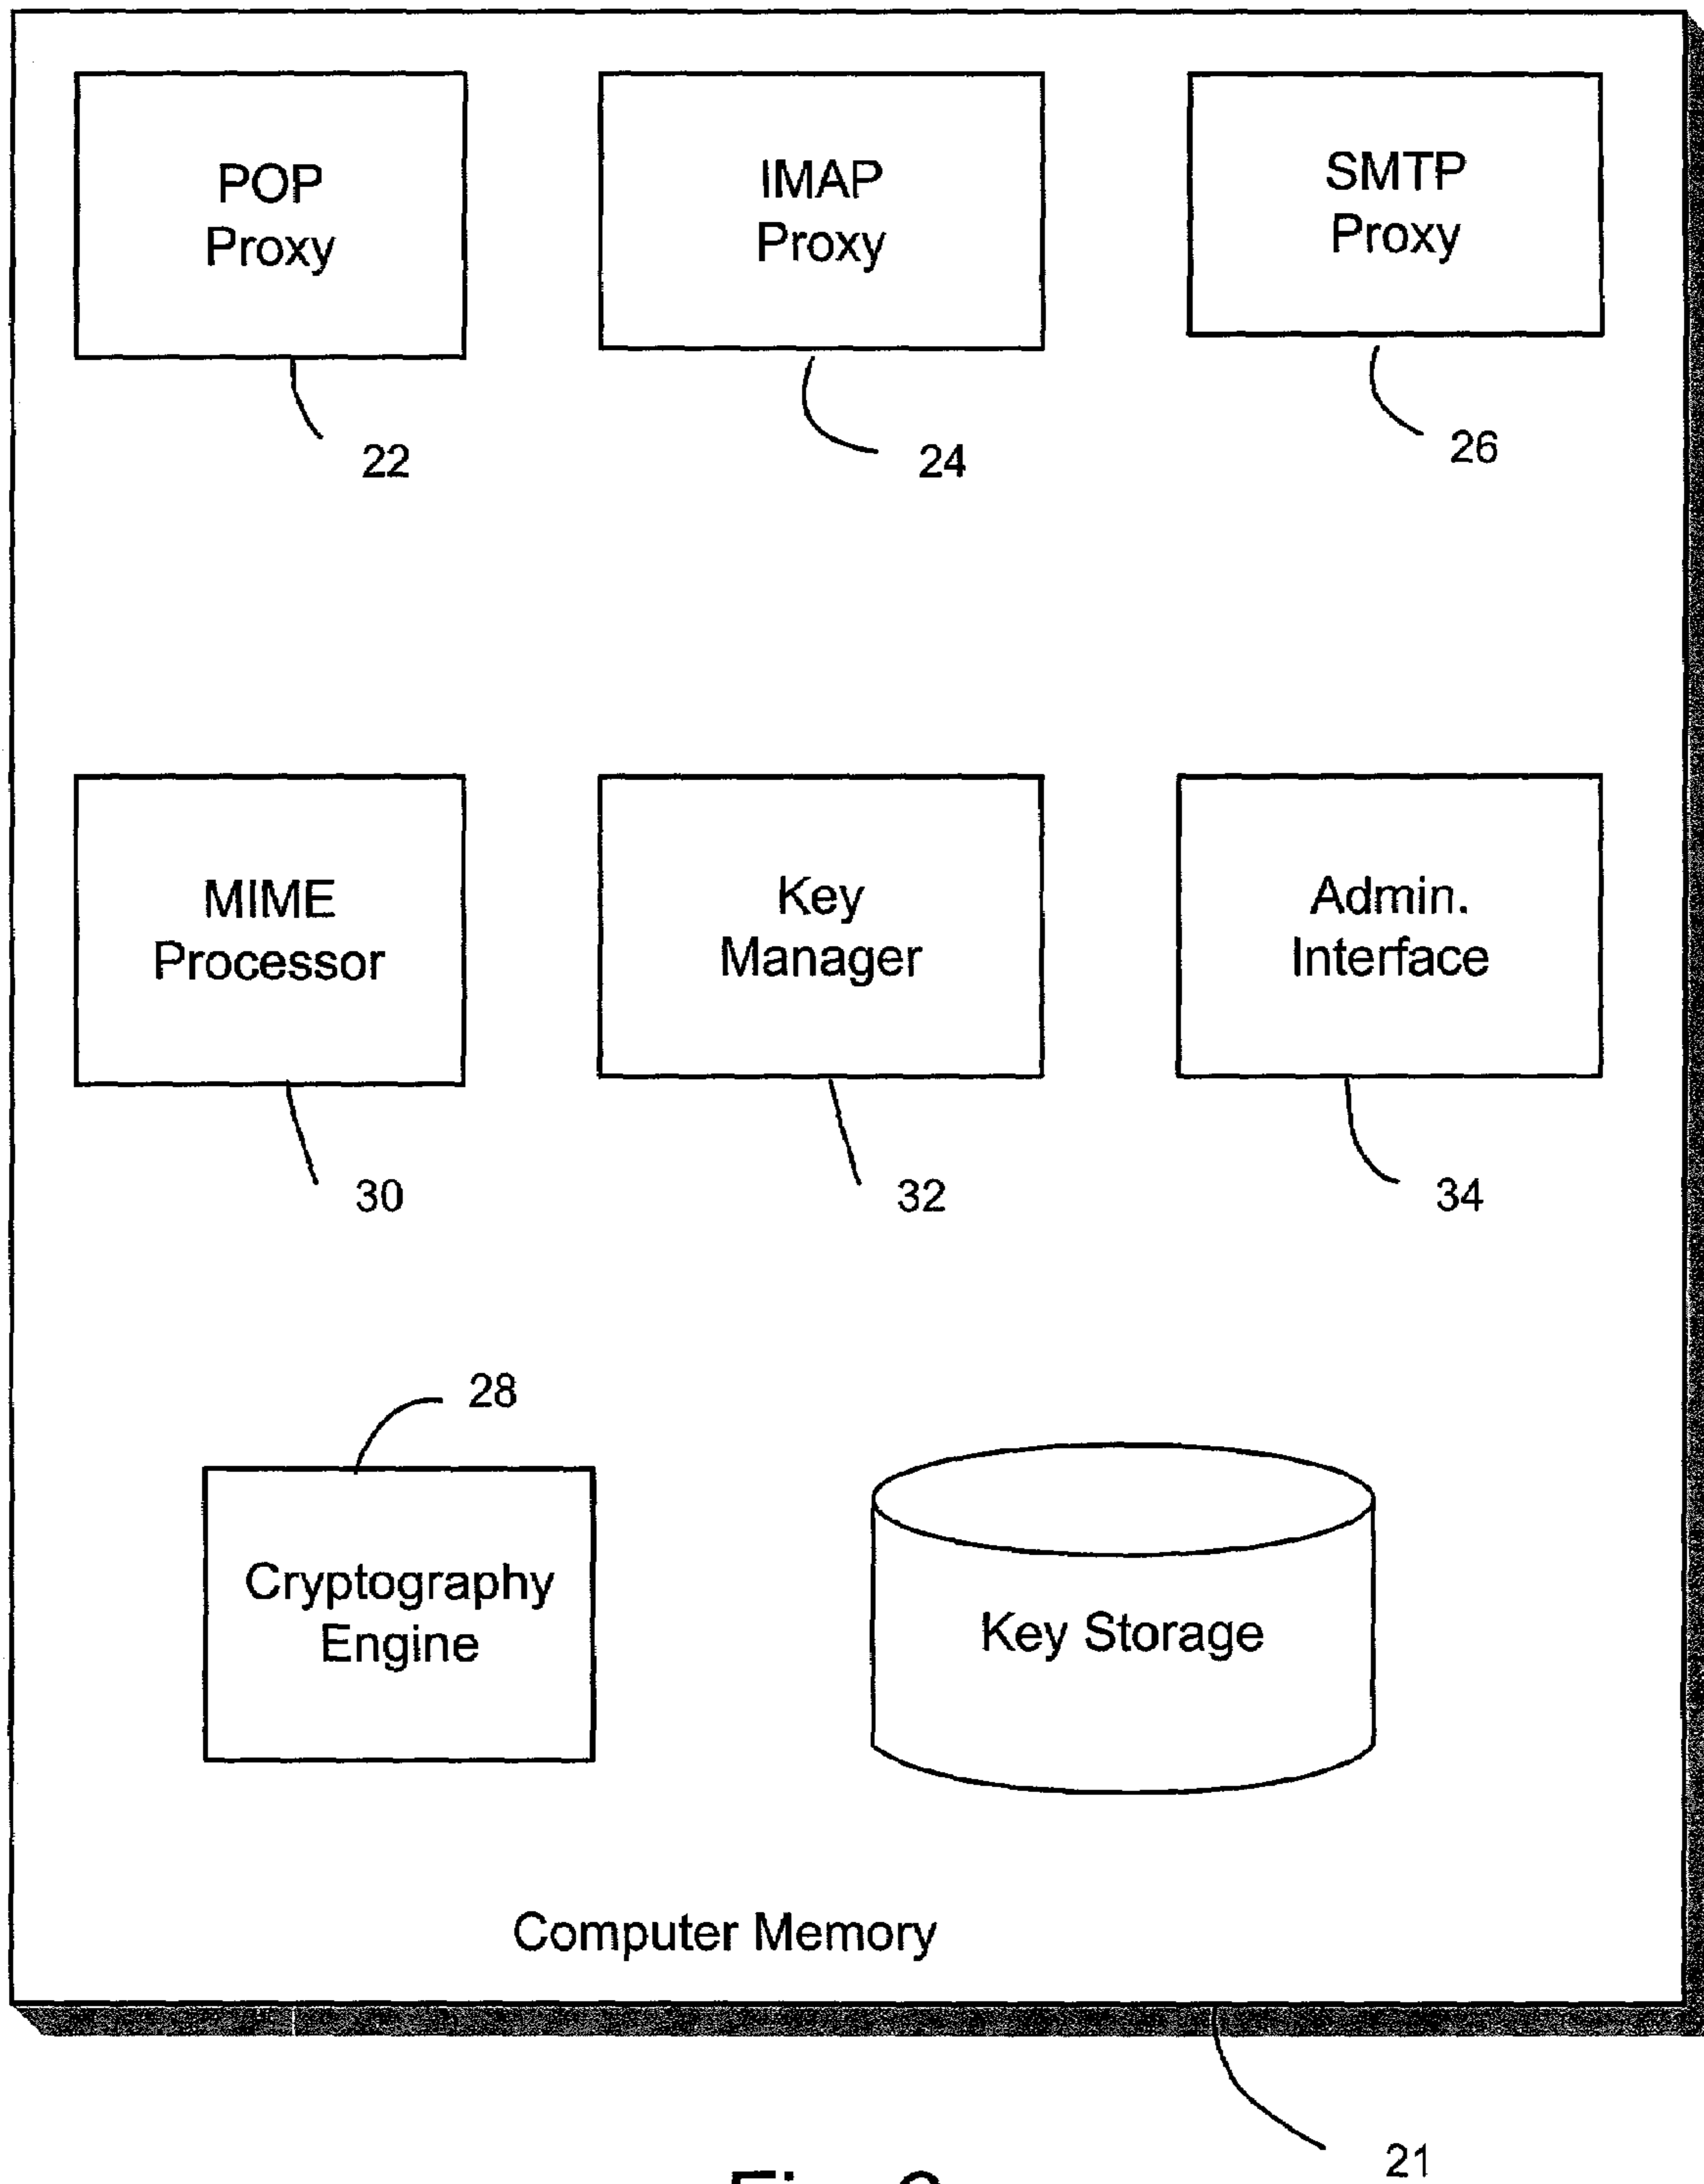 POP
Proxy
IMAP
Proxy
SMTP
Proxy
22
24
26
MIME
Processor
Key
Manager
Admin.
Interface
30
32
34
28
Cryptography
Engine
Key Storage
Computer Memory
21